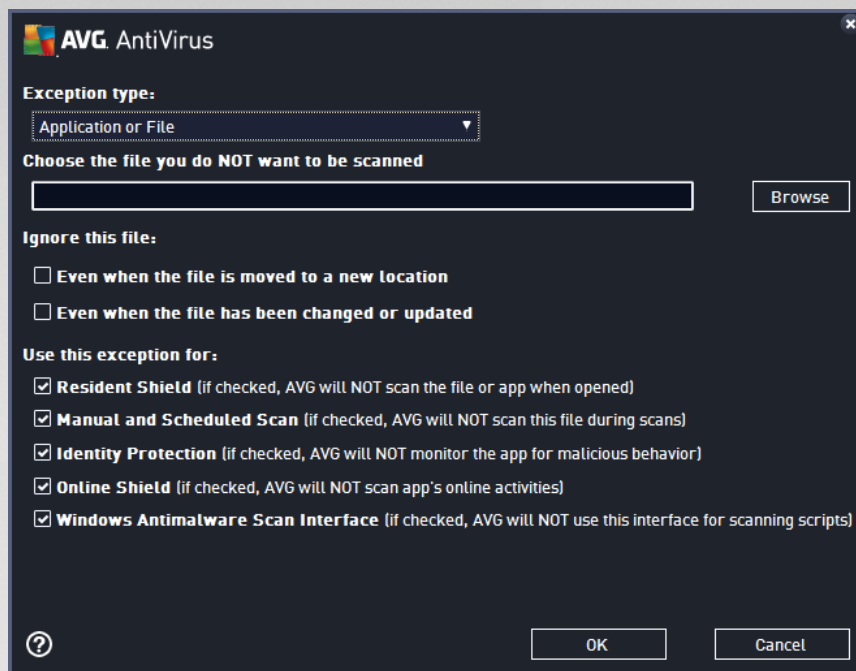 AVG. AntiVirus
Exception type:
Application or File
Choose the file you do NOT want to be scanned
Browse
Ignore this file:
Even when the file is moved to a new location
Even when the file has been changed or updated
Use this exception for:
Resident Shield (if checked, AVG will NOT scan the file or app when opened)
Manual and Scheduled Scan (if checked, AVG will NOT scan this file during scans)
Identity Protection (if checked, AVG will NOT monitor the app for malicious behavior)
Online Shield (if checked, AVG will NOT scan app's online activities)
Windows Antimalware Scan Interface (if checked, AVG will NOT use this interface for scanning scripts)
? OK Cancel